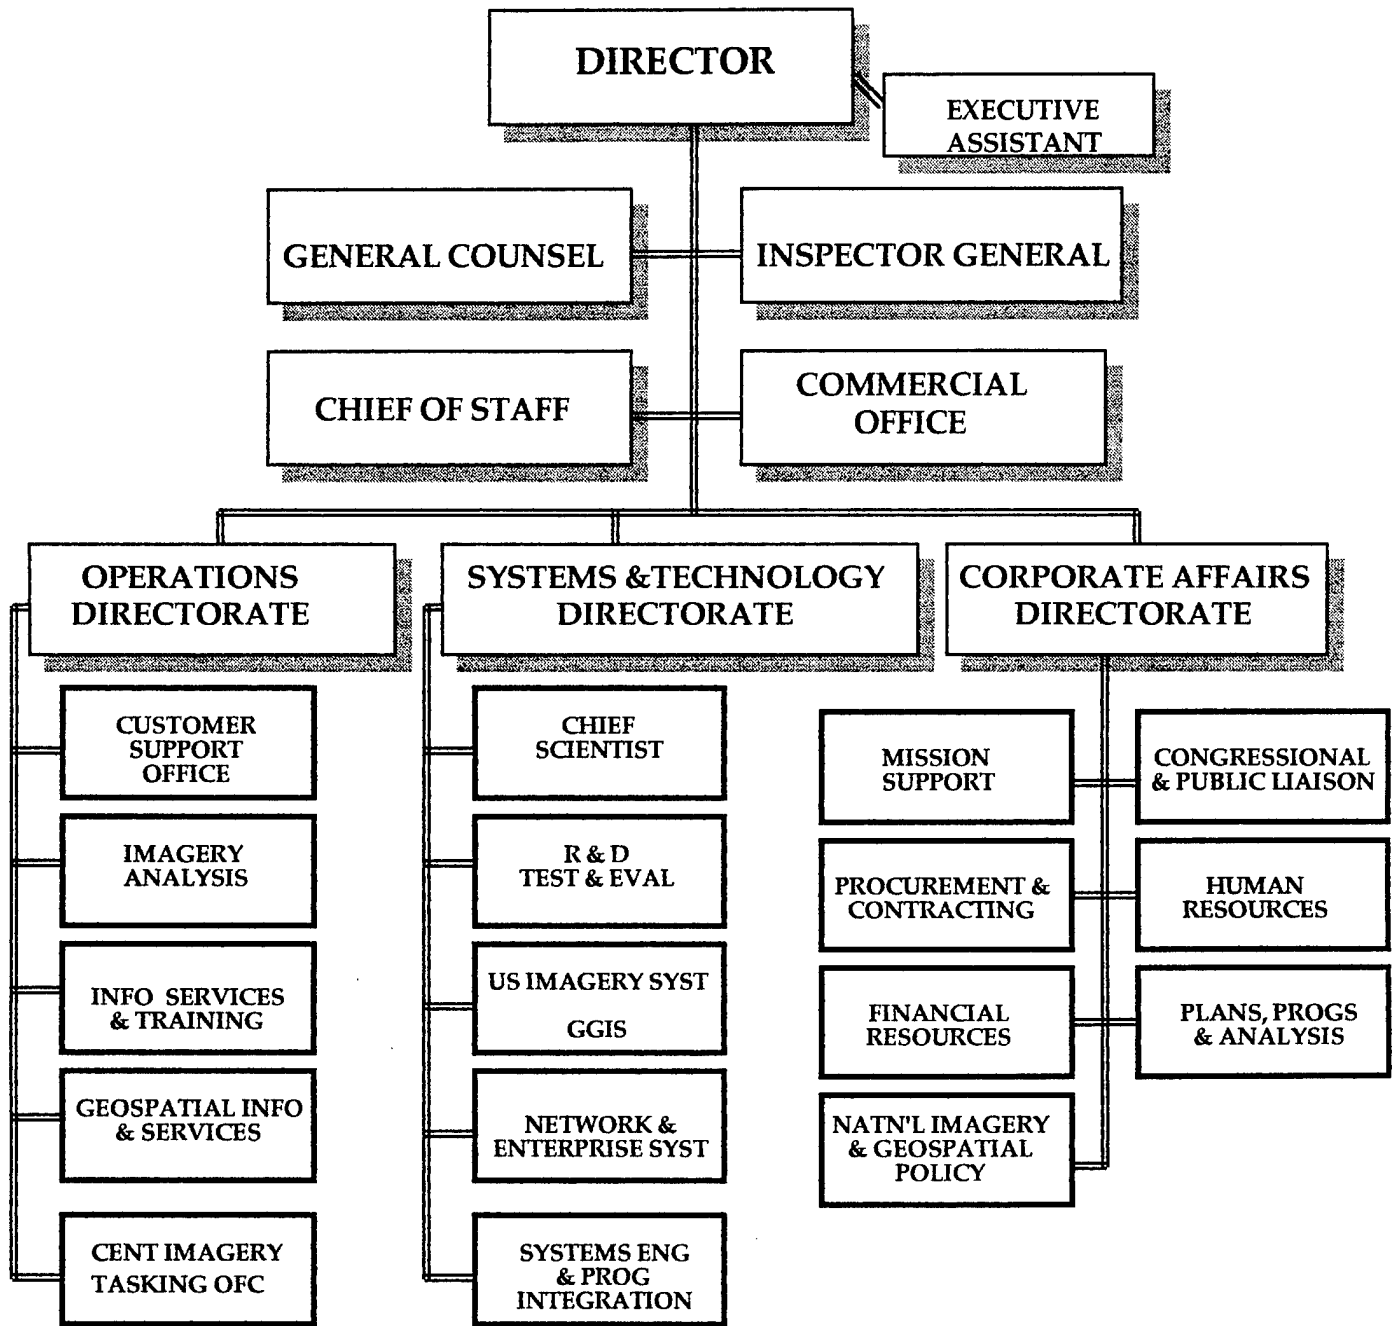 DIRECTOR
EXECUTIVE
ASSISTANT
GENERAL COUNSEL
INSPECTOR GENERAL
CHIEF OF STAFF
COMMERCIAL
OFFICE
OPERATIONS
DIRECTORATE
SYSTEMS &TECHNOLOGY
DIRECTORATE
CORPORATE AFFAIRS
DIRECTORATE
CUSTOMER
SUPPORT
OFFICE
IMAGERY
ANALYSIS
INFO SERVICES
& TRAINING
GEOSPATIAL INFO
& SERVICES
CENT IMAGERY
TASKING OFC
CHIEF
SCIENTIST
R & D
TEST & EVAL
US IMAGERY SYST
GGIS
NETWORK &
ENTERPRISE SYST
SYSTEMS ENG
& PROG
INTEGRATION
MISSION
SUPPORT
CONGRESSIONAL
& PUBLIC LIAISON
PROCUREMENT &
CONTRACTING
HUMAN
RESOURCES
FINANCIAL
RESOURCES
PLANS, PROGS
& ANALYSIS
NATN'L IMAGERY
& GEOSPATIAL
POLICY